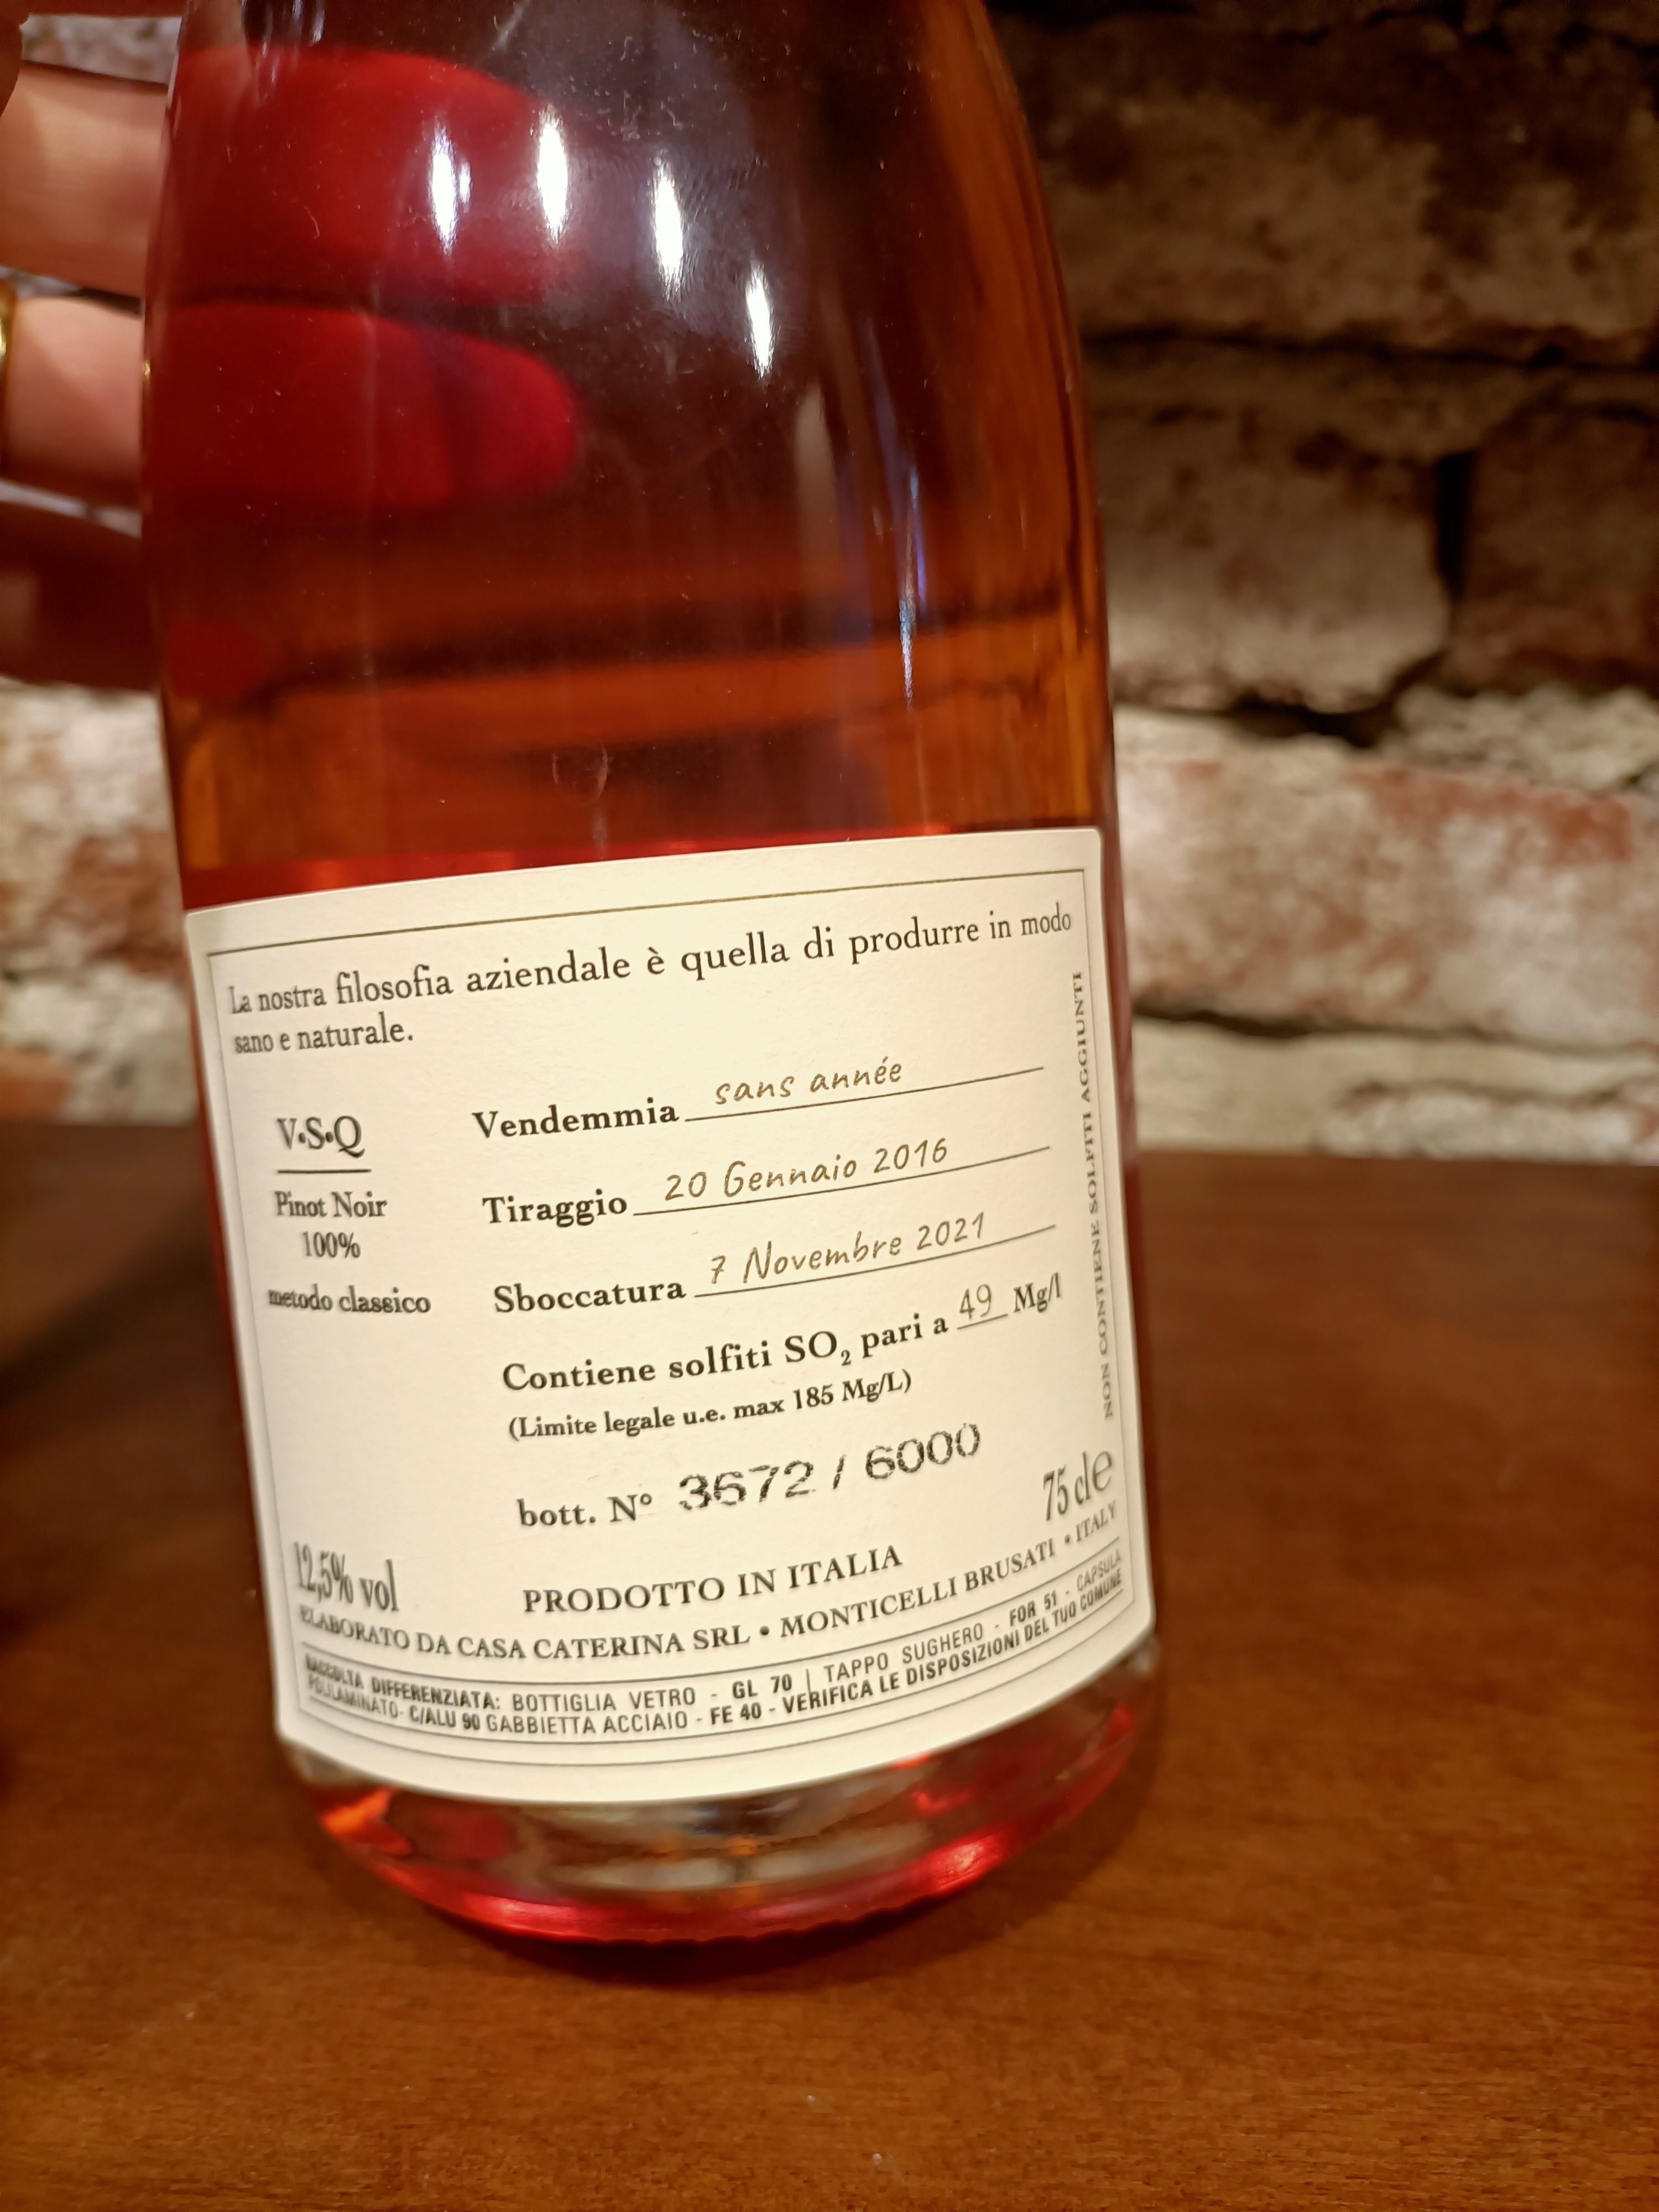 La nostra filosofia aziendale è quella di produrre in modo
sano e naturale.
V•S•Q
Pinot Noir
100%
metodo classico
Vendemmia sans année
Tiraggio 20 Gennaio 2016
Sboccatura 7 Novembre 2021
Contiene solfiti SO₂ pari a 49 Mg/l
(Limite legale u.e. max 185 Mg/L)
bott. N° 3672 / 6000
NON CONTIENE SOLFITI AGGIUNTI
75 cl e
12,5% vol
PRODOTTO IN ITALIA
ELABORATO DA CASA CATERINA SRL • MONTICELLI BRUSATI • ITALY
RACCOLTA DIFFERENZIATA: BOTTIGLIA VETRO - GL 70 | TAPPO SUGHERO - FOR 51 - CAPSULA
POLILAMINATO- C/ALU 90 GABBIETTA ACCIAIO - FE 40 - VERIFICA LE DISPOSIZIONI DEL TUO COMUNE